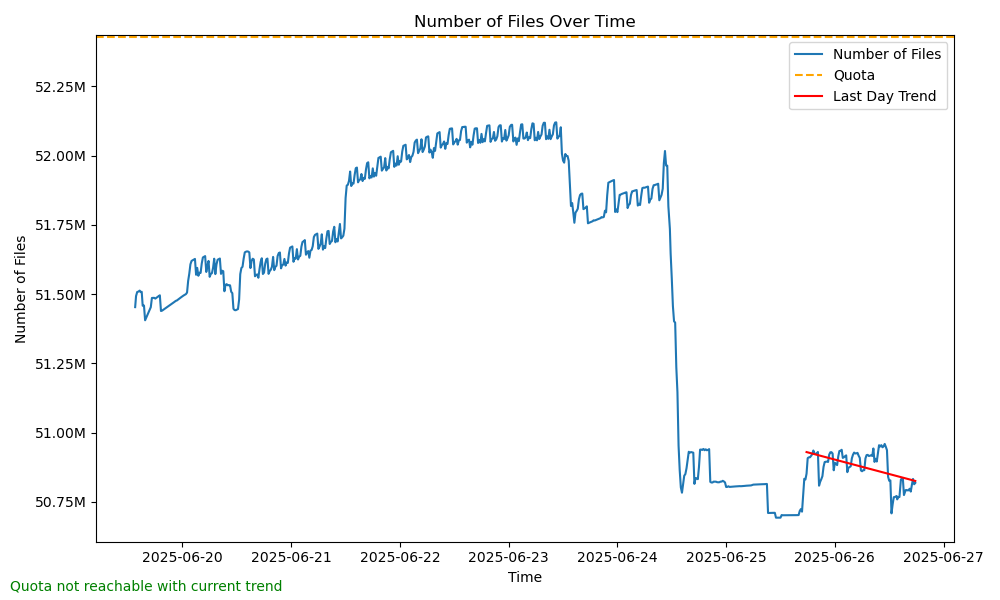 Number of Files Over Time
Number of Files
Quota
Last Day Trend
52.25M
52.00M
51.75M
51.50M
51.25M
51.00M
50.75M
Number of Files
2025-06-20
2025-06-21
2025-06-22
2025-06-23
2025-06-24
2025-06-25
2025-06-26
2025-06-27
Time
Quota not reachable with current trend